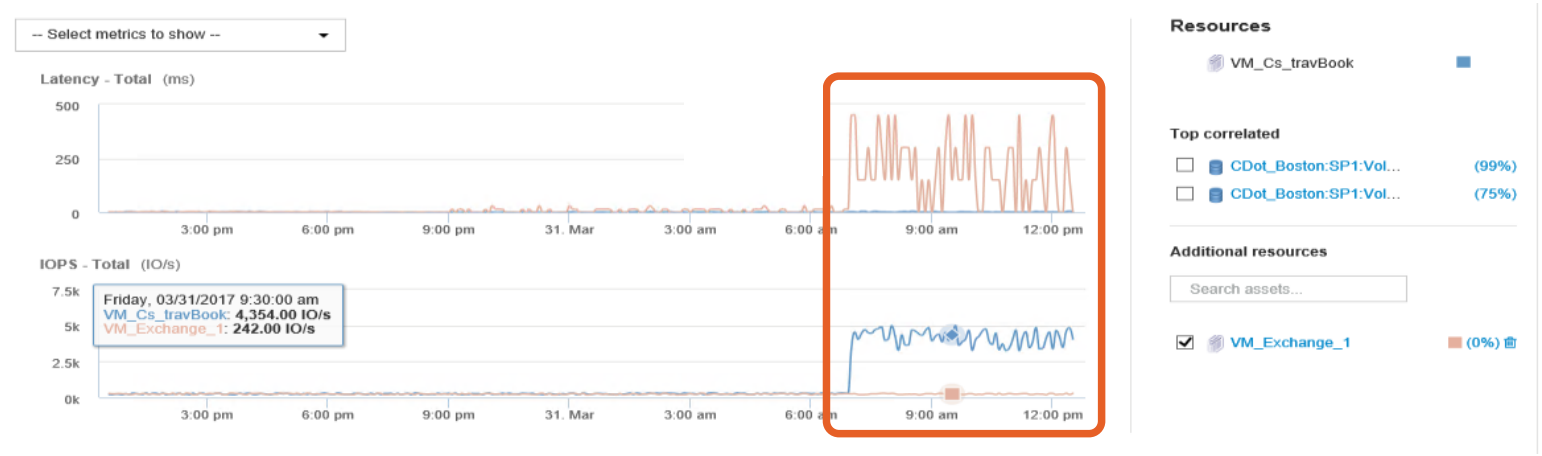 -- Select metrics to show --
Latency - Total (ms)
500
250
0
3:00 pm 6:00 pm 9:00 pm 31. Mar 3:00 am 6:00 am 9:00 am 12:00 pm
IOPS - Total (IO/s)
7.5k
5k
2.5k
0k
Friday, 03/31/2017 9:30:00 am
VM_Cs_travBook: 4,354.00 IO/s
VM_Exchange_1: 242.00 IO/s
3:00 pm 6:00 pm 9:00 pm 31. Mar 3:00 am 6:00 am 9:00 am 12:00 pm
Resources
VM_Cs_travBook
Top correlated
CDot_Boston:SP1:Vol... (99%)
CDot_Boston:SP1:Vol... (75%)
Additional resources
Search assets...
VM_Exchange_1 (0%)